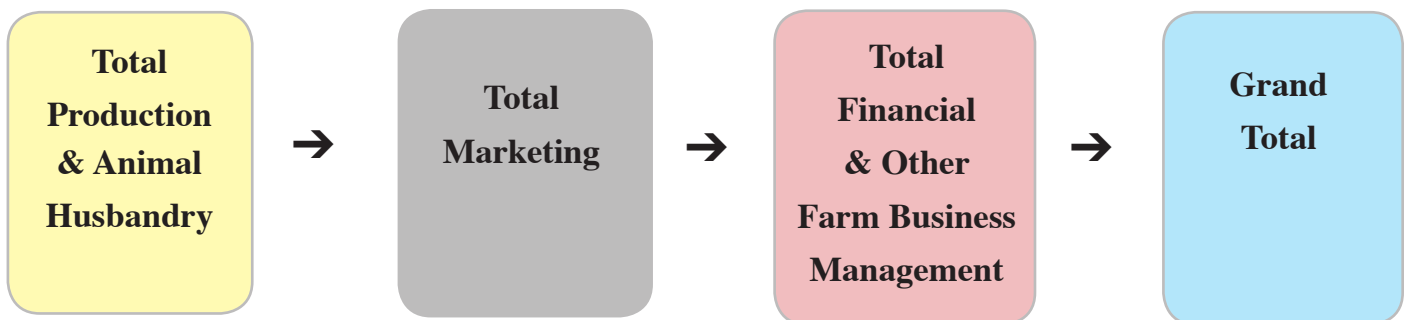 Total
Production
& Animal
Husbandry
➔
Total
Marketing
➔
Total
Financial
& Other
Farm Business
Management
➔
Grand
Total